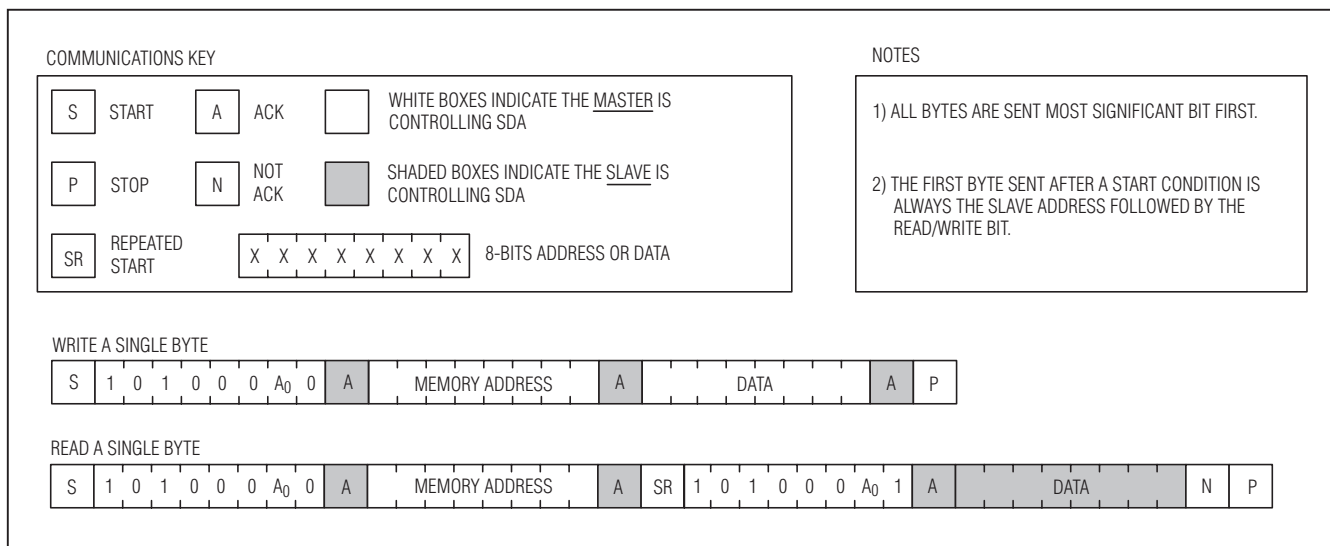 COMMUNICATIONS KEY
S START A ACK WHITE BOXES INDICATE THE MASTER IS
CONTROLLING SDA
P STOP N NOT
ACK
SHADED BOXES INDICATE THE SLAVE IS
CONTROLLING SDA
SR REPEATED
START
X X X X X X X X 8-BITS ADDRESS OR DATA
NOTES
1) ALL BYTES ARE SENT MOST SIGNIFICANT BIT FIRST.
2) THE FIRST BYTE SENT AFTER A START CONDITION IS
ALWAYS THE SLAVE ADDRESS FOLLOWED BY THE
READ/WRITE BIT.
WRITE A SINGLE BYTE
S 1 0 1 0 0 0 A0 0 A MEMORY ADDRESS A DATA A P
READ A SINGLE BYTE
S 1 0 1 0 0 0 A0 0 A MEMORY ADDRESS A SR 1 0 1 0 0 0 A0 1 A DATA N P